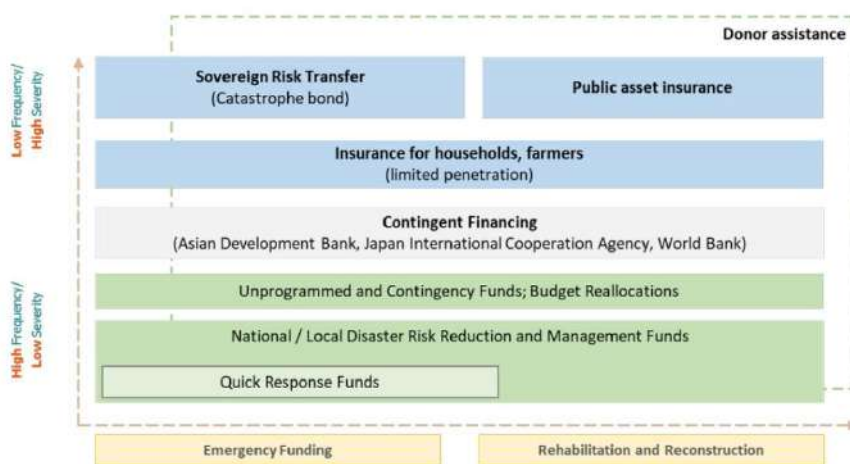 Donor assistance
Low Frequency/
High Severity
Sovereign Risk Transfer
(Catastrophe bond)
Public asset insurance
Insurance for households, farmers
(limited penetration)
Contingent Financing
(Asian Development Bank, Japan International Cooperation Agency, World Bank)
High Frequency/
Low Severity
Unprogrammed and Contingency Funds; Budget Reallocations
National / Local Disaster Risk Reduction and Management Funds
Quick Response Funds
Emergency Funding
Rehabilitation and Reconstruction